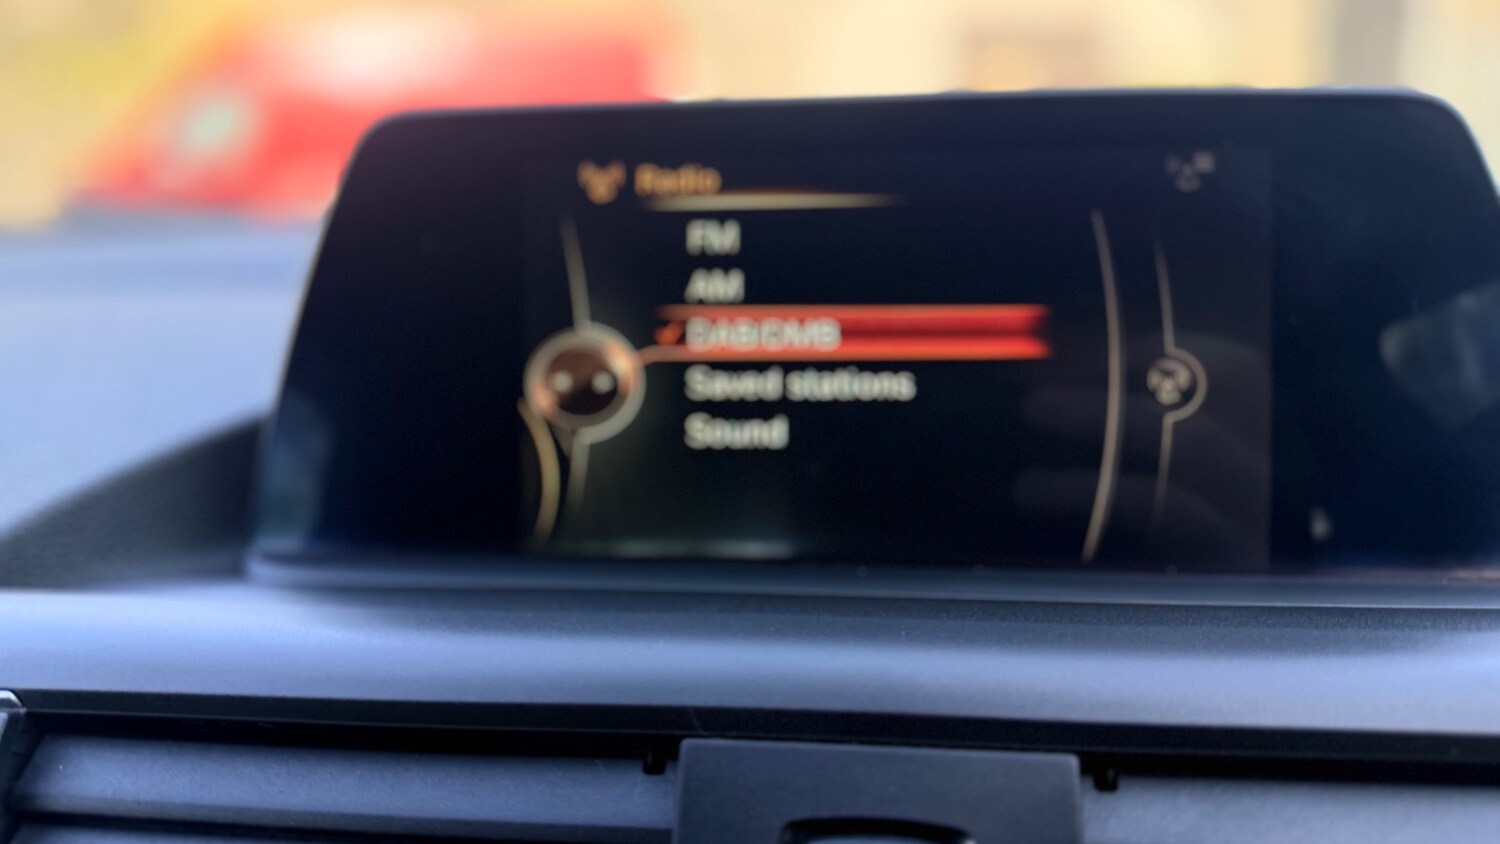 Radio
FM
AM
DAB/DMB
Saved stations
Sound